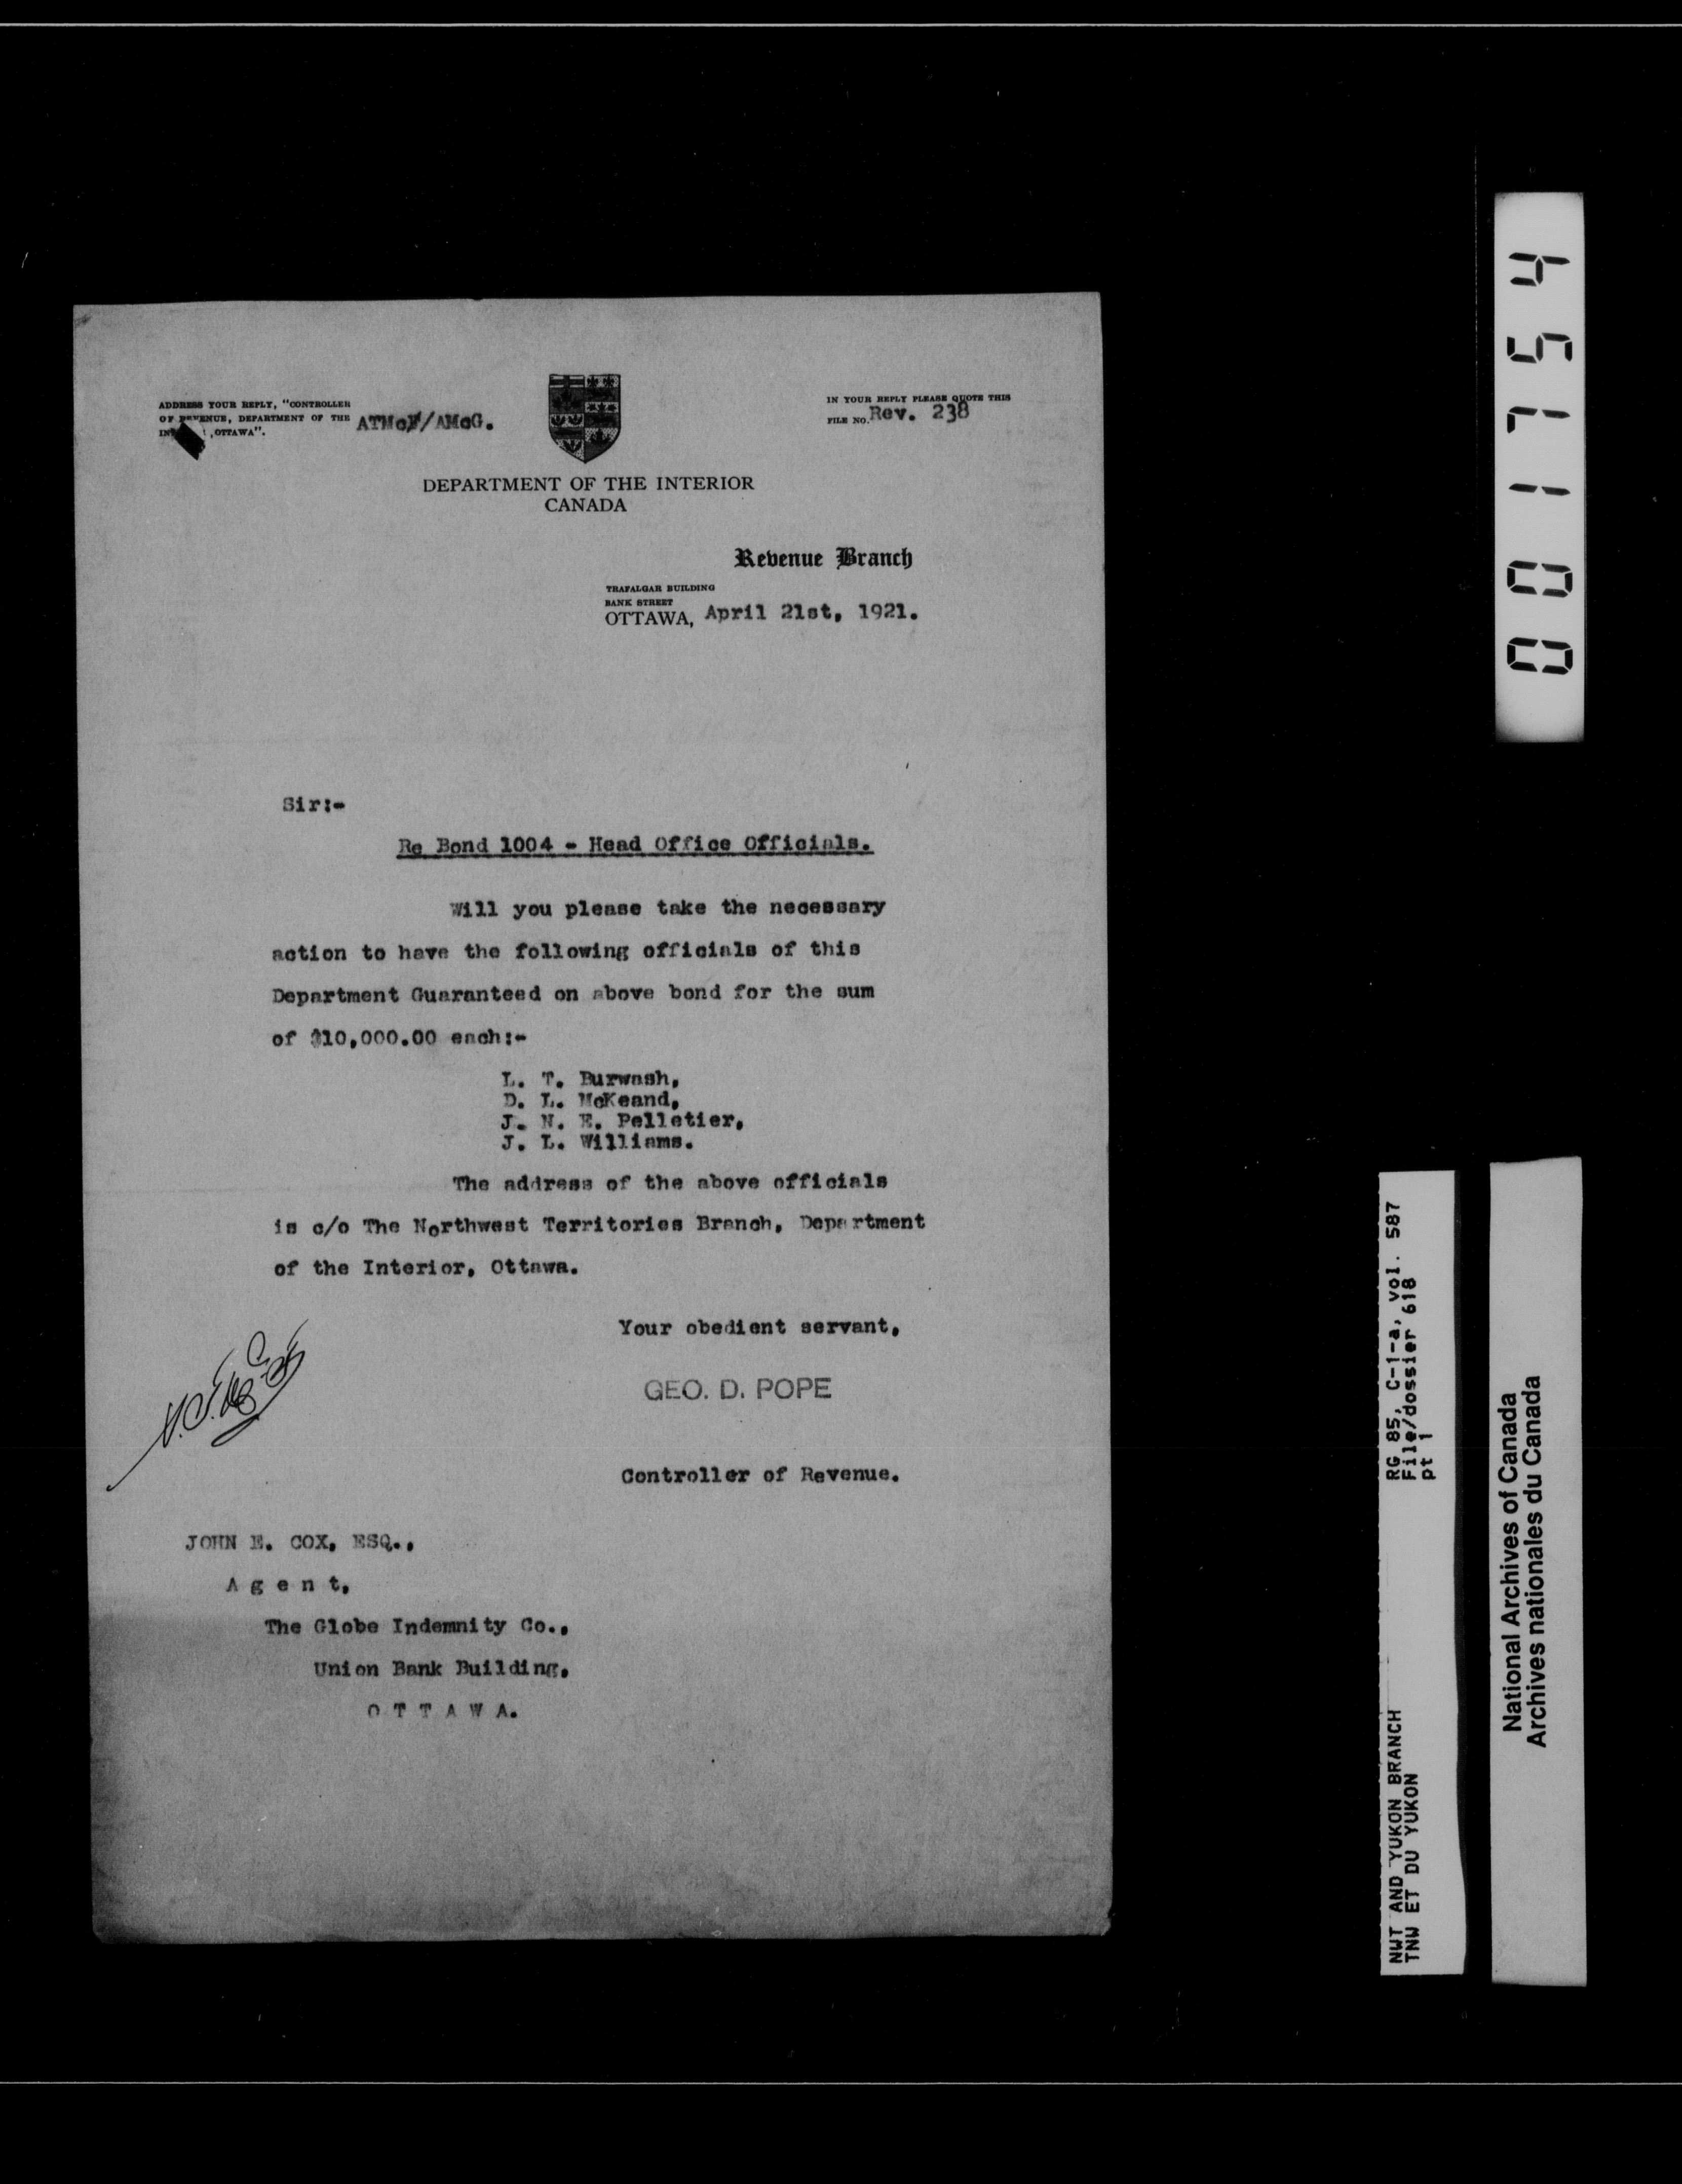 ADDRESS YOUR REPLY, "CONTROLLER
OF REVENUE, DEPARTMENT OF THE
,OTTAWA".
/AMcG.
IN YOUR REPLY PLEASE QUOTE THIS
FILE NO. Rev. 238
DEPARTMENT OF THE INTERIOR
CANADA
Revenue Branch
TRAFALGAR BUILDING
BANK STREET
OTTAWA, April 21st, 1921.
Sir:-
Re Bond 1004 - Head Office Officials.
Will you please take the necessary
action to have the following officials of this
Department Guaranteed on above bond for the sum
of $10,000.00 each:-
L. T. Burwash,
D. L. McKeand,
J. N. E. Pelletier,
J. L. Williams.
The address of the above officials
is c/o The Northwest Territories Branch, Department
of the Interior, Ottawa.
Your obedient servant,
GEO. D. POPE
Controller of Revenue.
JOHN E. COX, ESQ.,
Agent,
The Globe Indemnity Co.,
Union Bank Building,
OTTAWA.
001754
RG 85, C-1-a, vol. 587
File/dossier 618
pt 1
NWT AND YUKON BRANCH
TNW ET DU YUKON
National Archives of Canada
Archives nationales du Canada